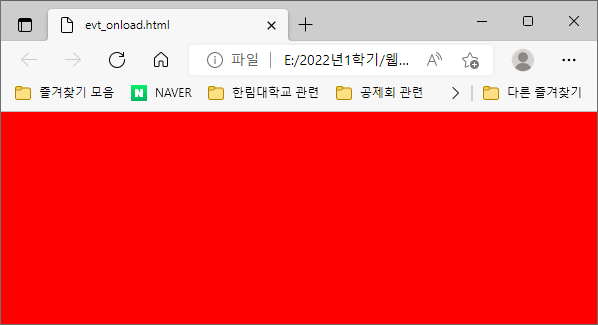 evt_onload.html
파일 E:/2022년1학기/웹...
즐겨찾기 모음 N NAVER 한림대학교 관련 공제회 관련 다른 즐겨찾기